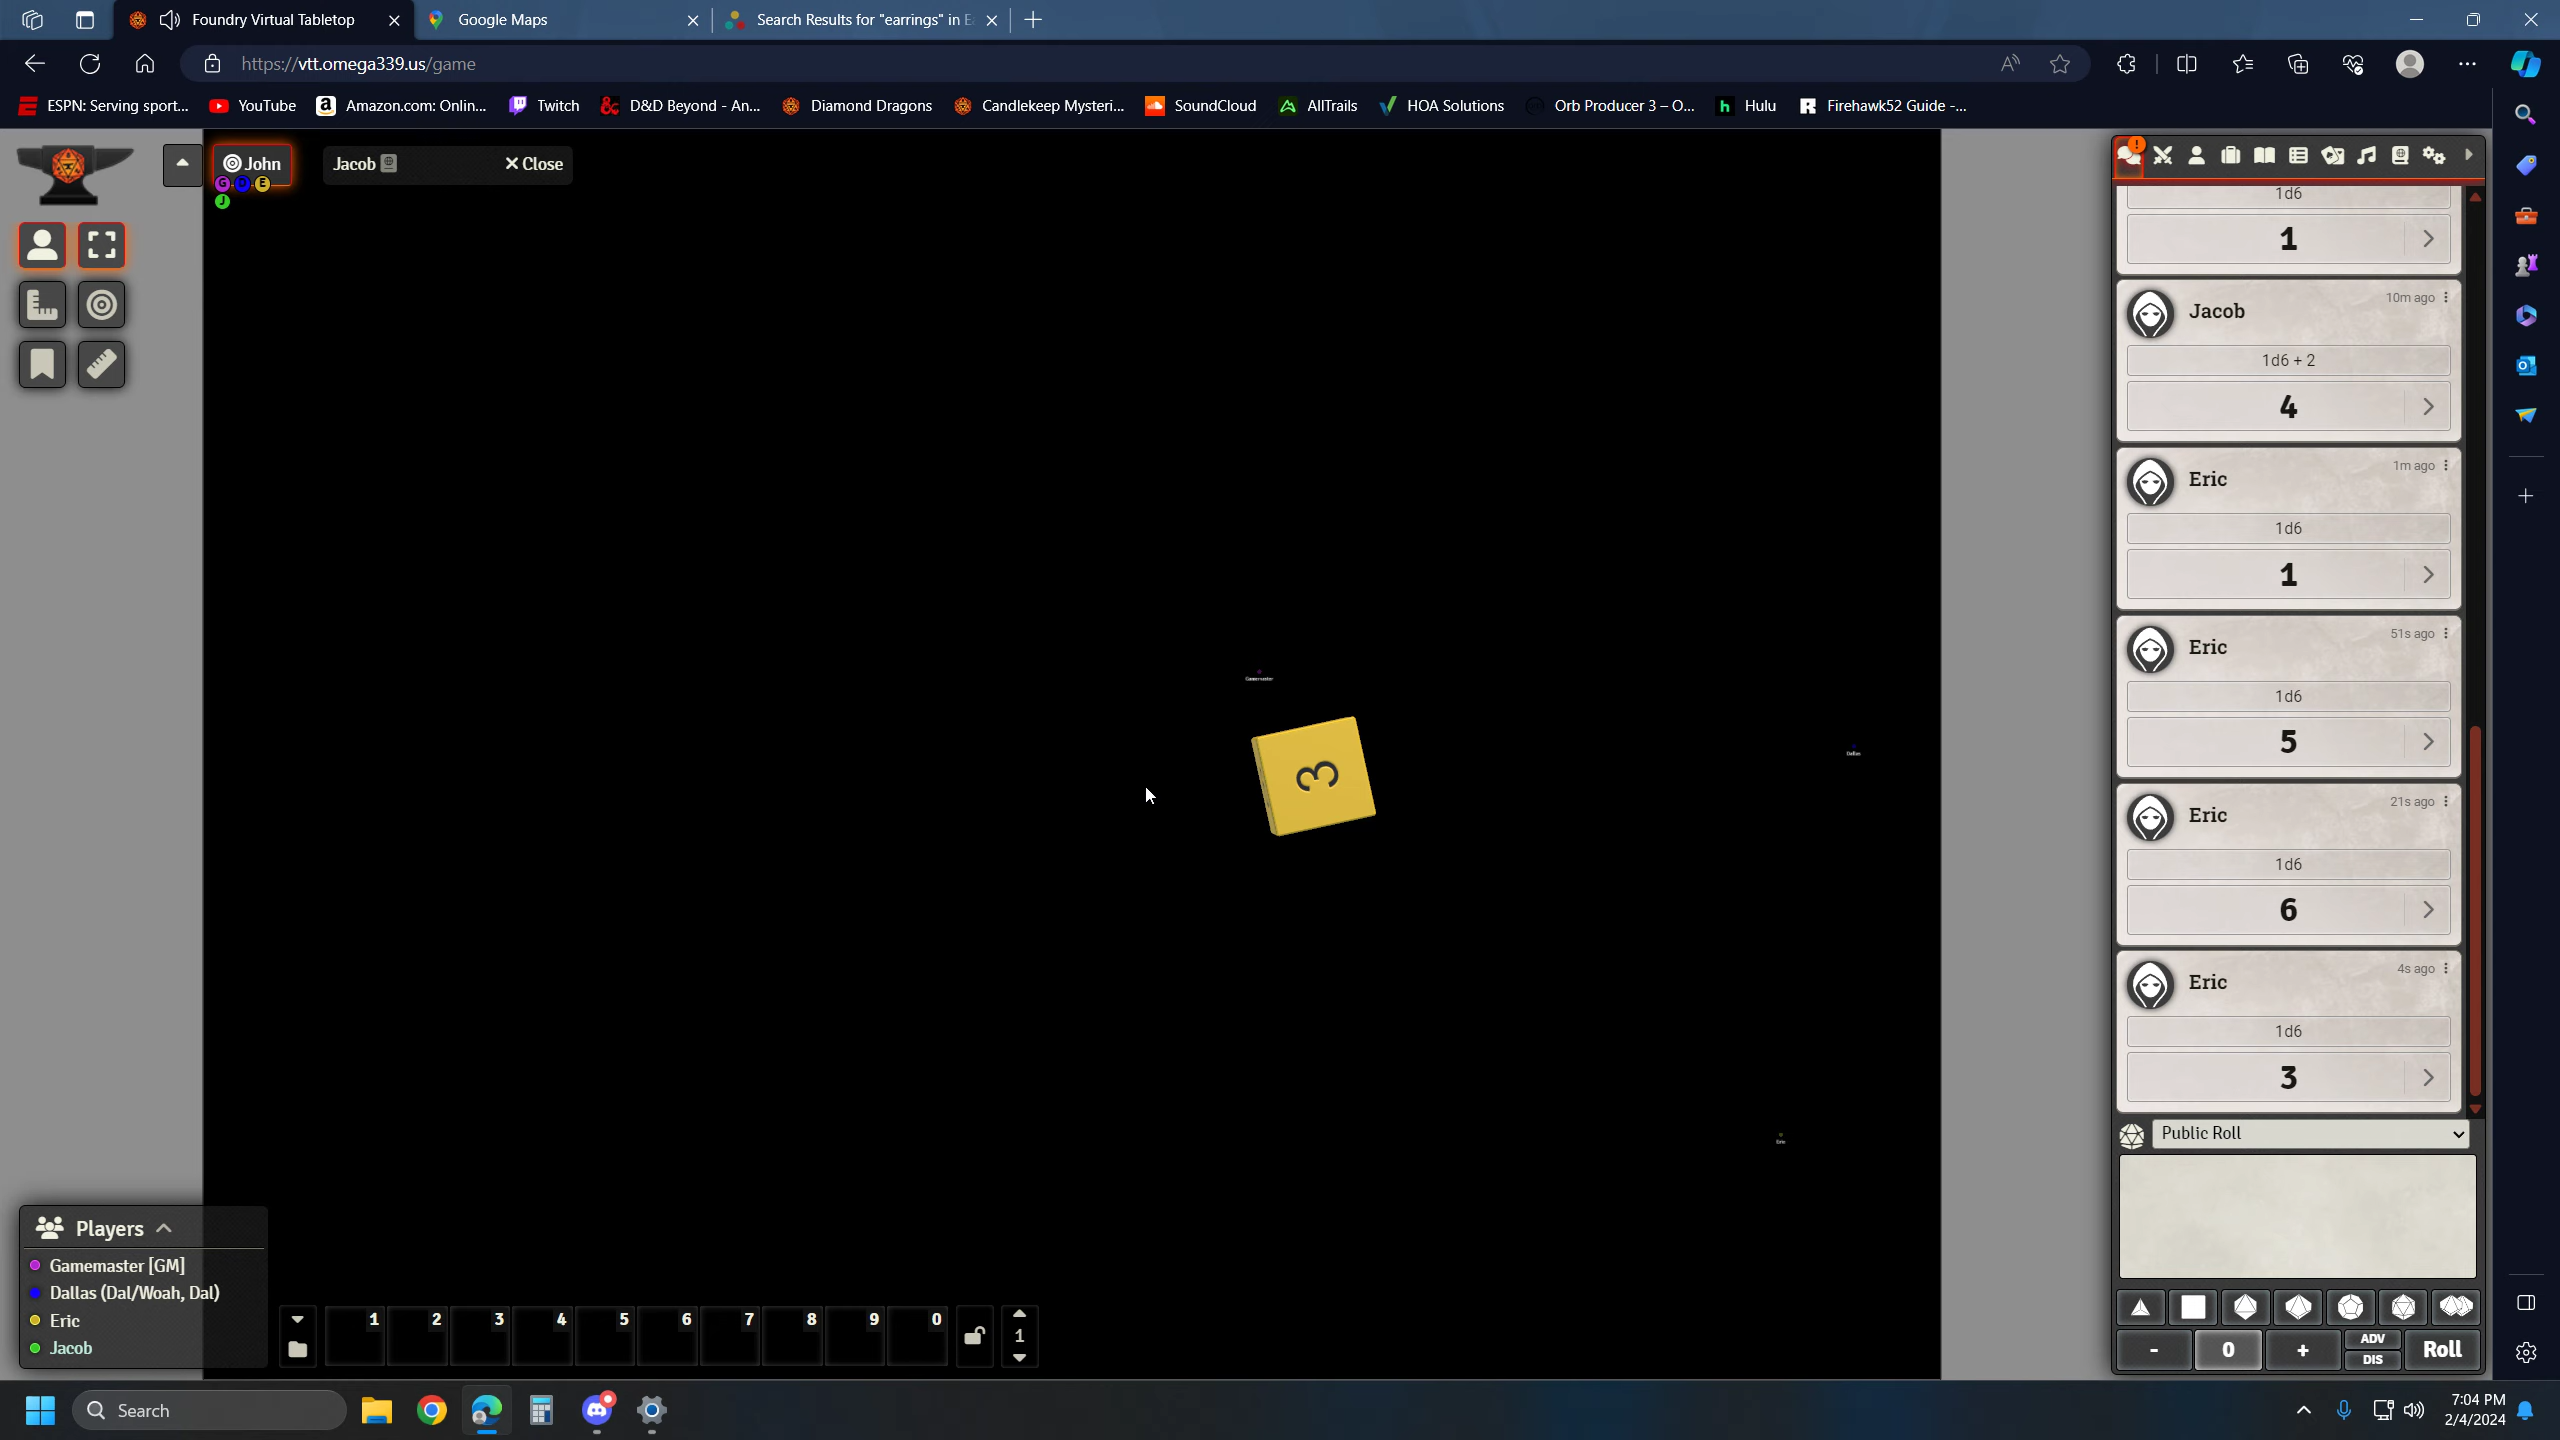 Foundry Virtual Tabletop
Google Maps
Search Results for "earrings" in E
https://vtt.omega339.us/game
ESPN: Serving sport...
YouTube
Amazon.com: Onlin...
Twitch
D&D Beyond - An...
Diamond Dragons
Candlekeep Mysteri...
SoundCloud
AllTrails
HOA Solutions
Orb Producer 3 – O...
Hulu
Firehawk52 Guide -...
John
G D E
J
Jacob
Close
1d6
1
Jacob
10m ago
1d6 + 2
4
Eric
1m ago
1d6
1
Eric
51s ago
1d6
5
Eric
21s ago
1d6
6
Eric
4s ago
1d6
3
Gamemaster
3
Dallas
Eric
Public Roll
- 0 + ADV DIS Roll
Players
Gamemaster [GM]
Dallas (Dal/Woah, Dal)
Eric
Jacob
1 2 3 4 5 6 7 8 9 0
1
Search
7:04 PM
2/4/2024